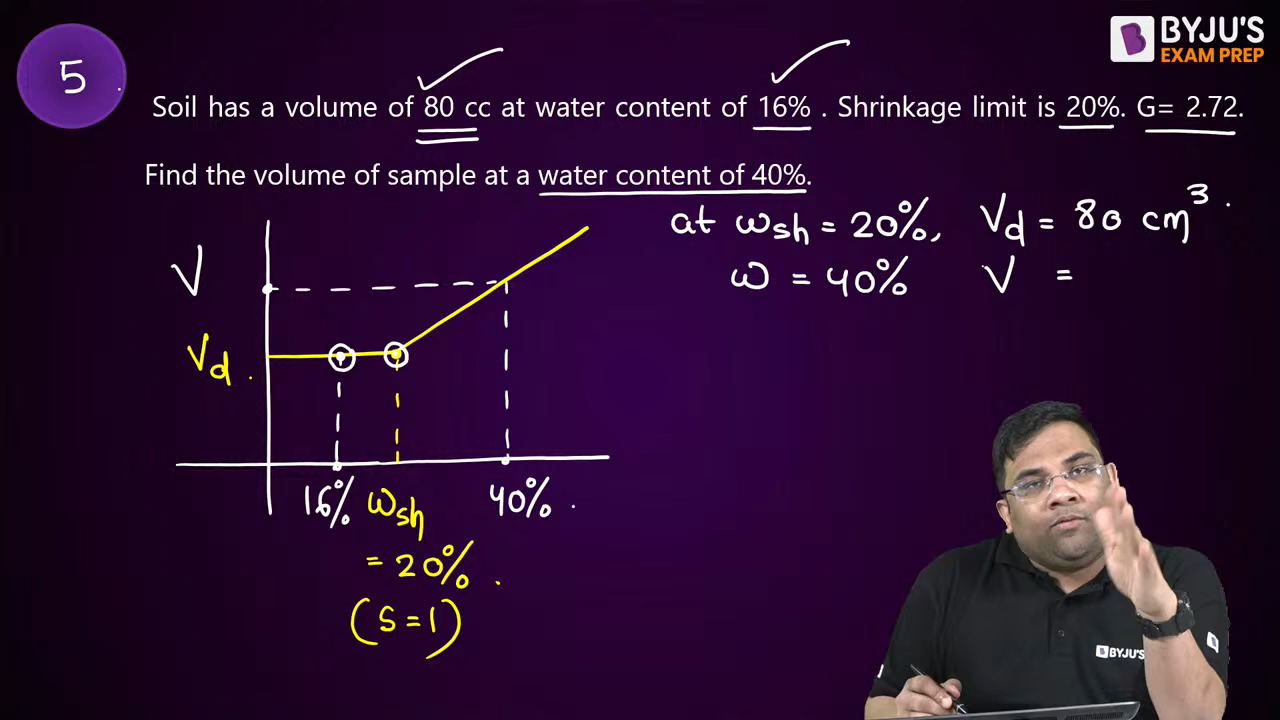 5
BYJU'S
EXAM PREP
Soil has a volume of 80 cc at water content of 16% . Shrinkage limit is 20%. G= 2.72.
Find the volume of sample at a water content of 40%.
at ωsh = 20%, Vd = 80 cm³.
ω = 40% V =
V
Vd
16% ωsh 40%
= 20%
(S=1)
BYJU'S